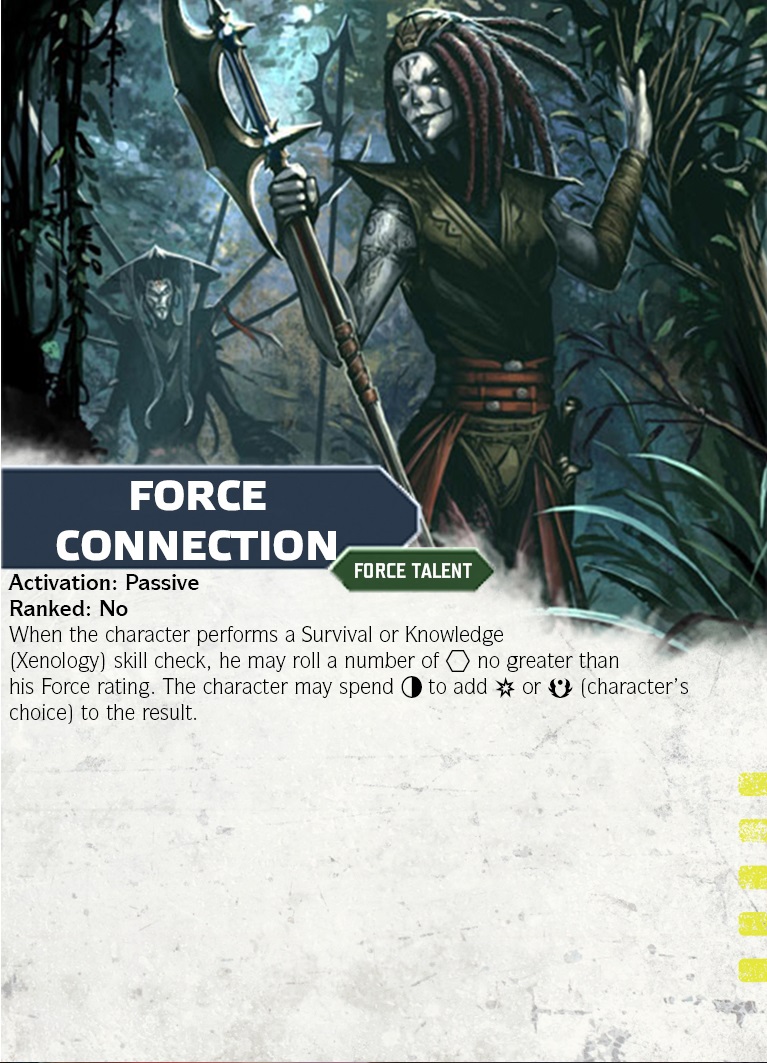 FORCE
CONNECTION
FORCE TALENT
Activation: Passive
Ranked: No
When the character performs a Survival or Knowledge
(Xenology) skill check, he may roll a number of ⬡ no greater than
his Force rating. The character may spend ◑ to add or (character's
choice) to the result.